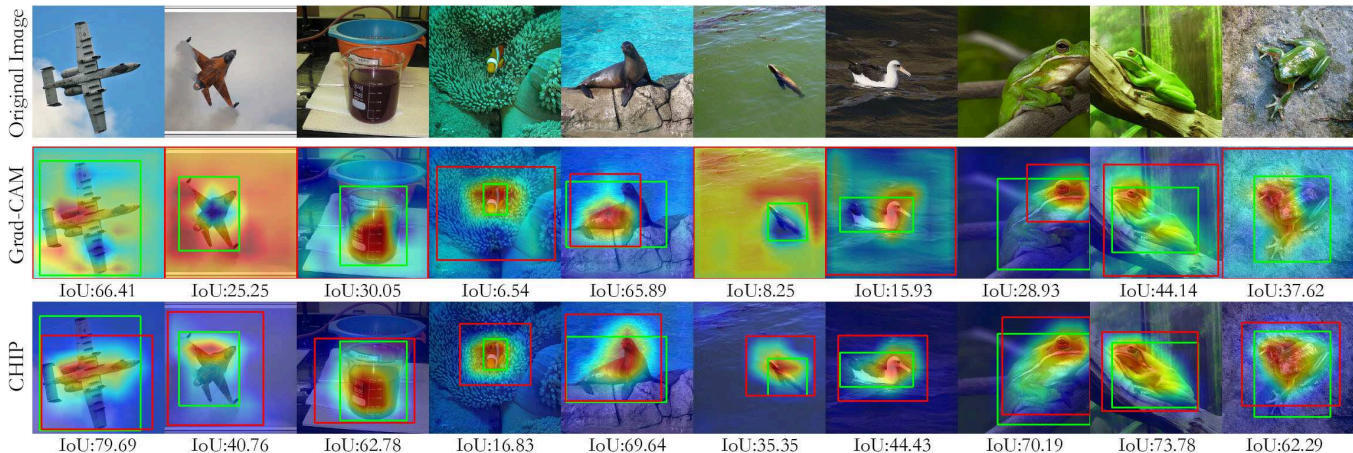 Original Image
Grad-CAM
IoU:66.41 IoU:25.25 IoU:30.05 IoU:6.54 IoU:65.89 IoU:8.25 IoU:15.93 IoU:28.93 IoU:44.14 IoU:37.62
CHIP
IoU:79.69 IoU:40.76 IoU:62.78 IoU:16.83 IoU:69.64 IoU:35.35 IoU:44.43 IoU:70.19 IoU:73.78 IoU:62.29